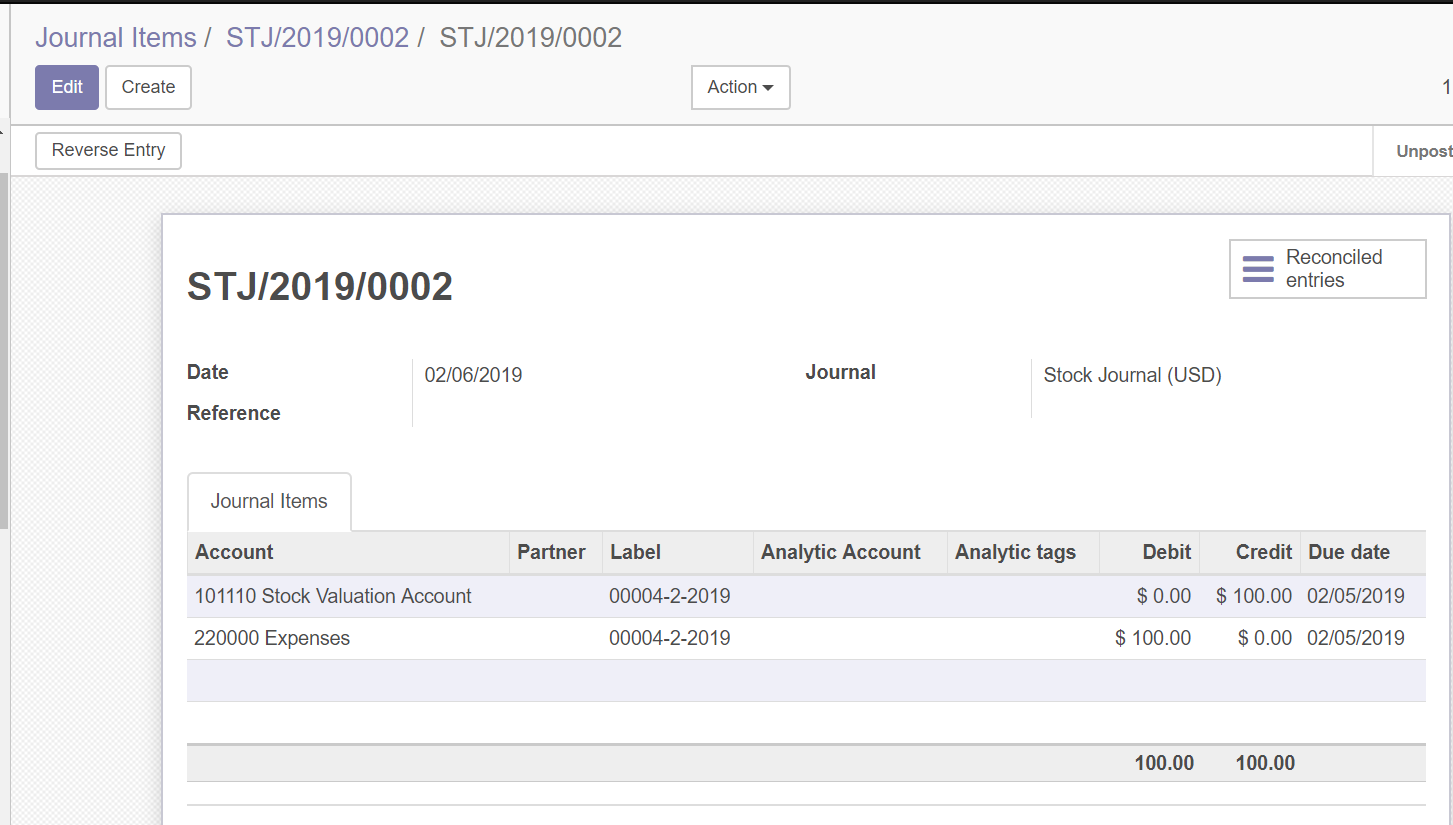 Journal Items / STJ/2019/0002 / STJ/2019/0002
Edit Create Action 1
Reverse Entry Unpost
STJ/2019/0002
Reconciled
entries
Date 02/06/2019 Journal Stock Journal (USD)
Reference
Journal Items
Account Partner Label Analytic Account Analytic tags Debit Credit Due date
101110 Stock Valuation Account 00004-2-2019 $ 0.00 $ 100.00 02/05/2019
220000 Expenses 00004-2-2019 $ 100.00 $ 0.00 02/05/2019
100.00 100.00